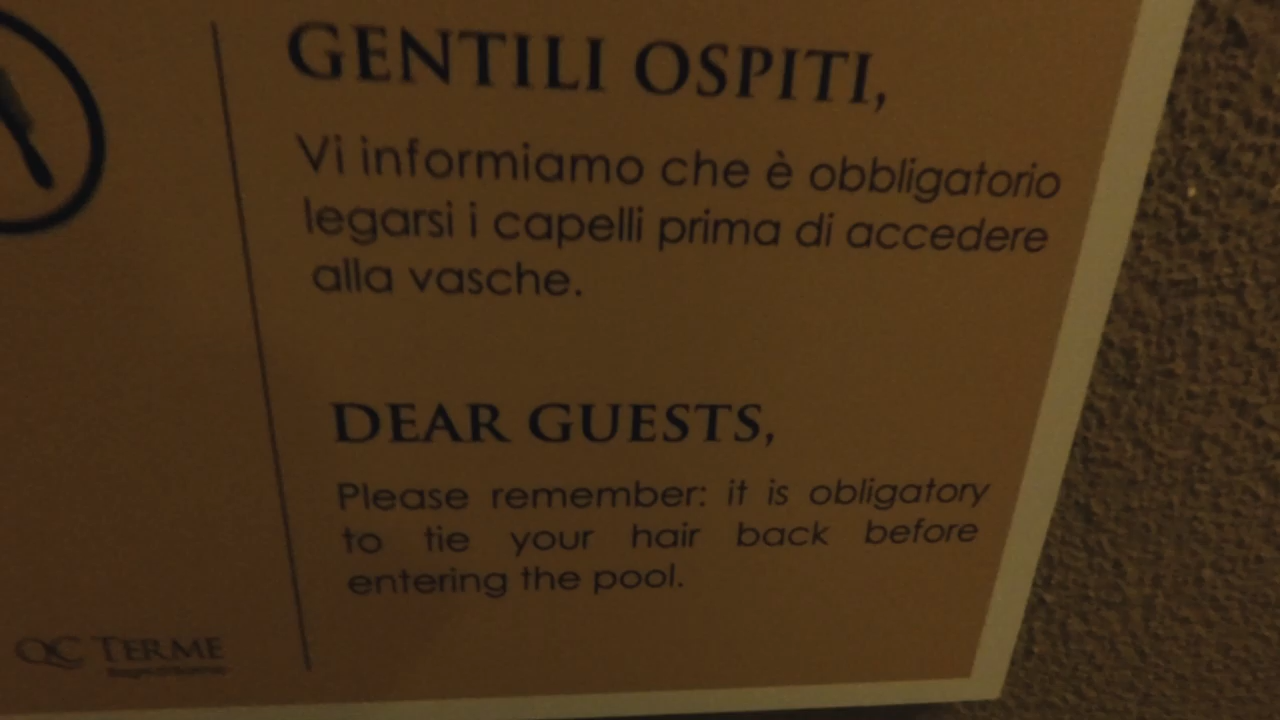 GENTILI OSPITI,
Vi informiamo che è obbligatorio
legarsi i capelli prima di accedere
alla vasche.
DEAR GUESTS,
Please remember: it is obligatory
to tie your hair back before
entering the pool.
QC TERME